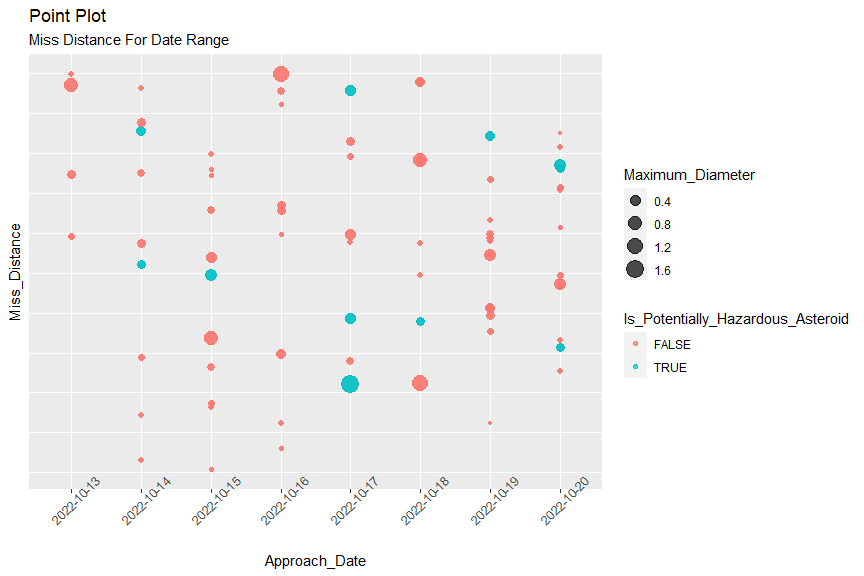 Point Plot
Miss Distance For Date Range
Miss_Distance
2022-10-13
2022-10-14
2022-10-15
2022-10-16
2022-10-17
2022-10-18
2022-10-19
2022-10-20
Approach_Date
Maximum_Diameter
0.4
0.8
1.2
1.6
Is_Potentially_Hazardous_Asteroid
FALSE
TRUE